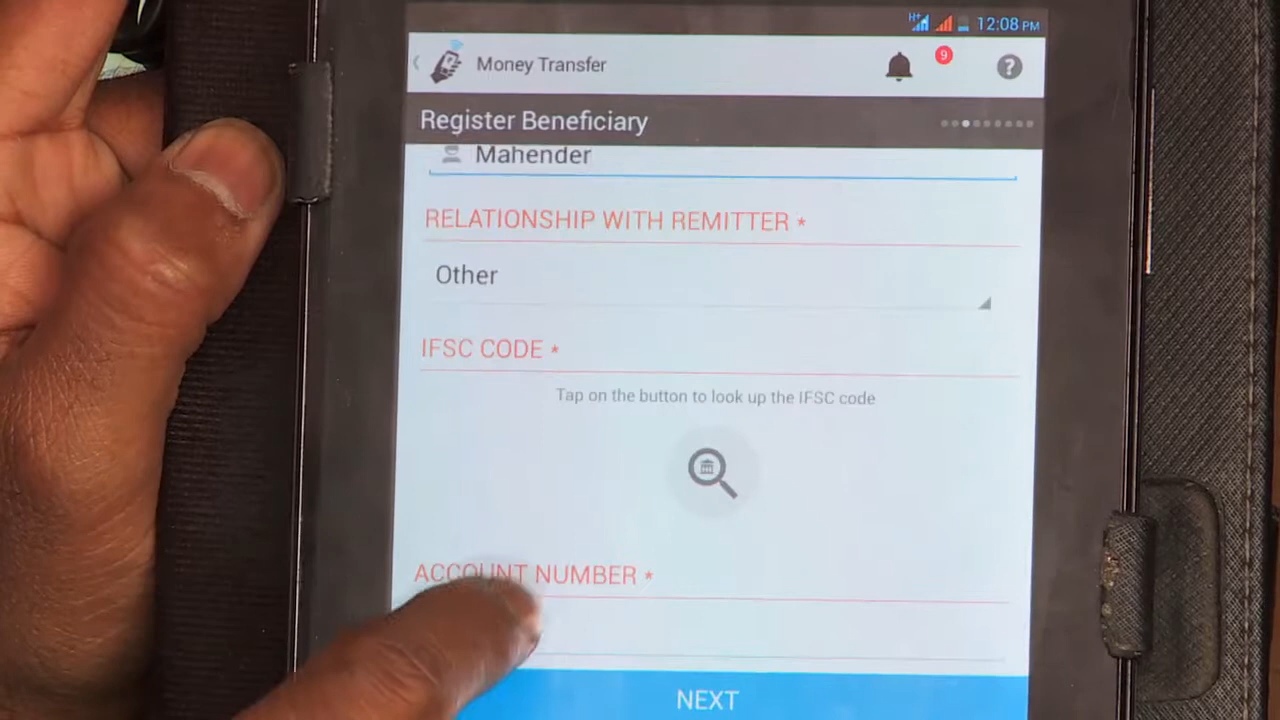 H+ 12:08 PM
Money Transfer 9 ?
Register Beneficiary
Mahender
RELATIONSHIP WITH REMITTER *
Other
IFSC CODE *
Tap on the button to look up the IFSC code
ACCOUNT NUMBER *
NEXT